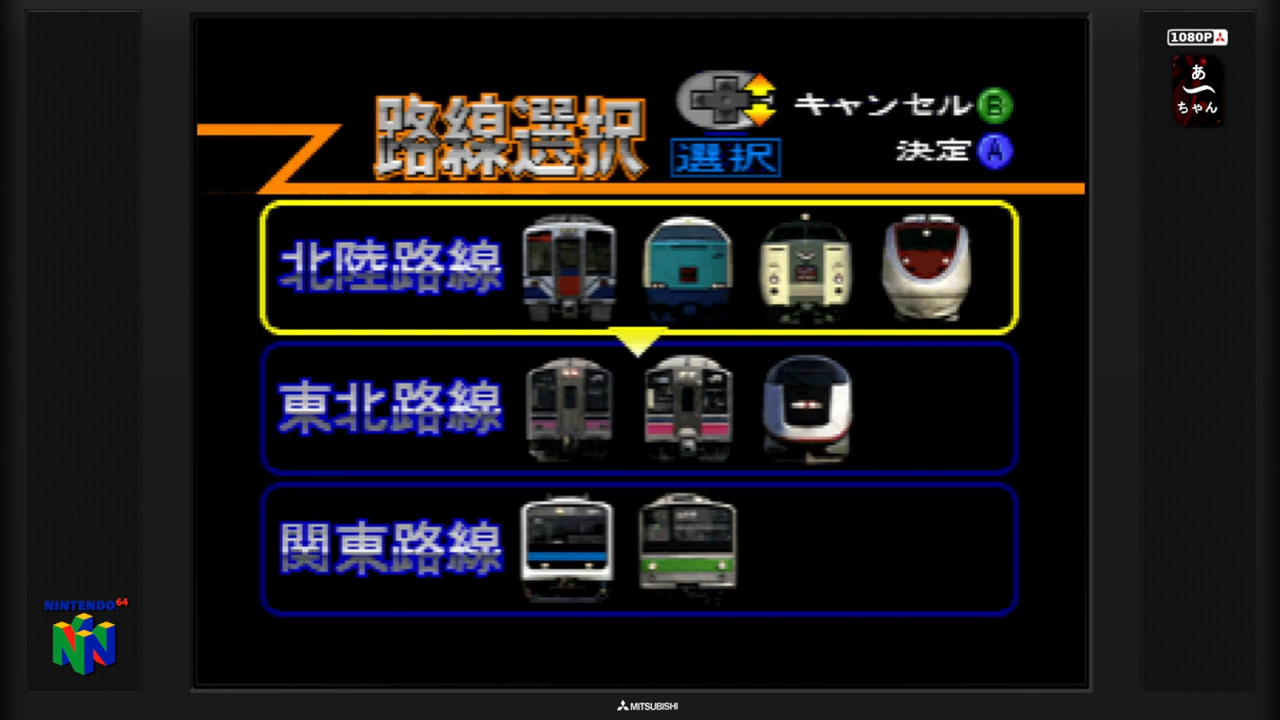 1080P
あ
ー
ちゃん
路線選択
キャンセル B
選択
決定 A
北陸路線
東北路線
関東路線
NINTENDO64
MITSUBISHI